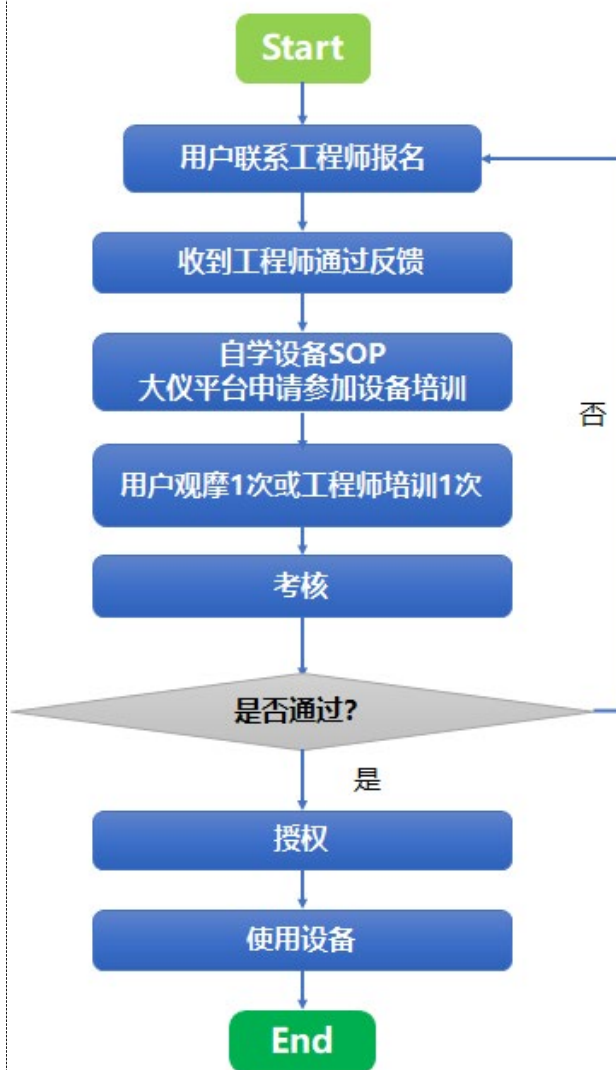 Start
用户联系工程师报名
收到工程师通过反馈
自学设备SOP
大仪平台申请参加设备培训
否
用户观摩1次或工程师培训1次
考核
是否通过?
是
授权
使用设备
End